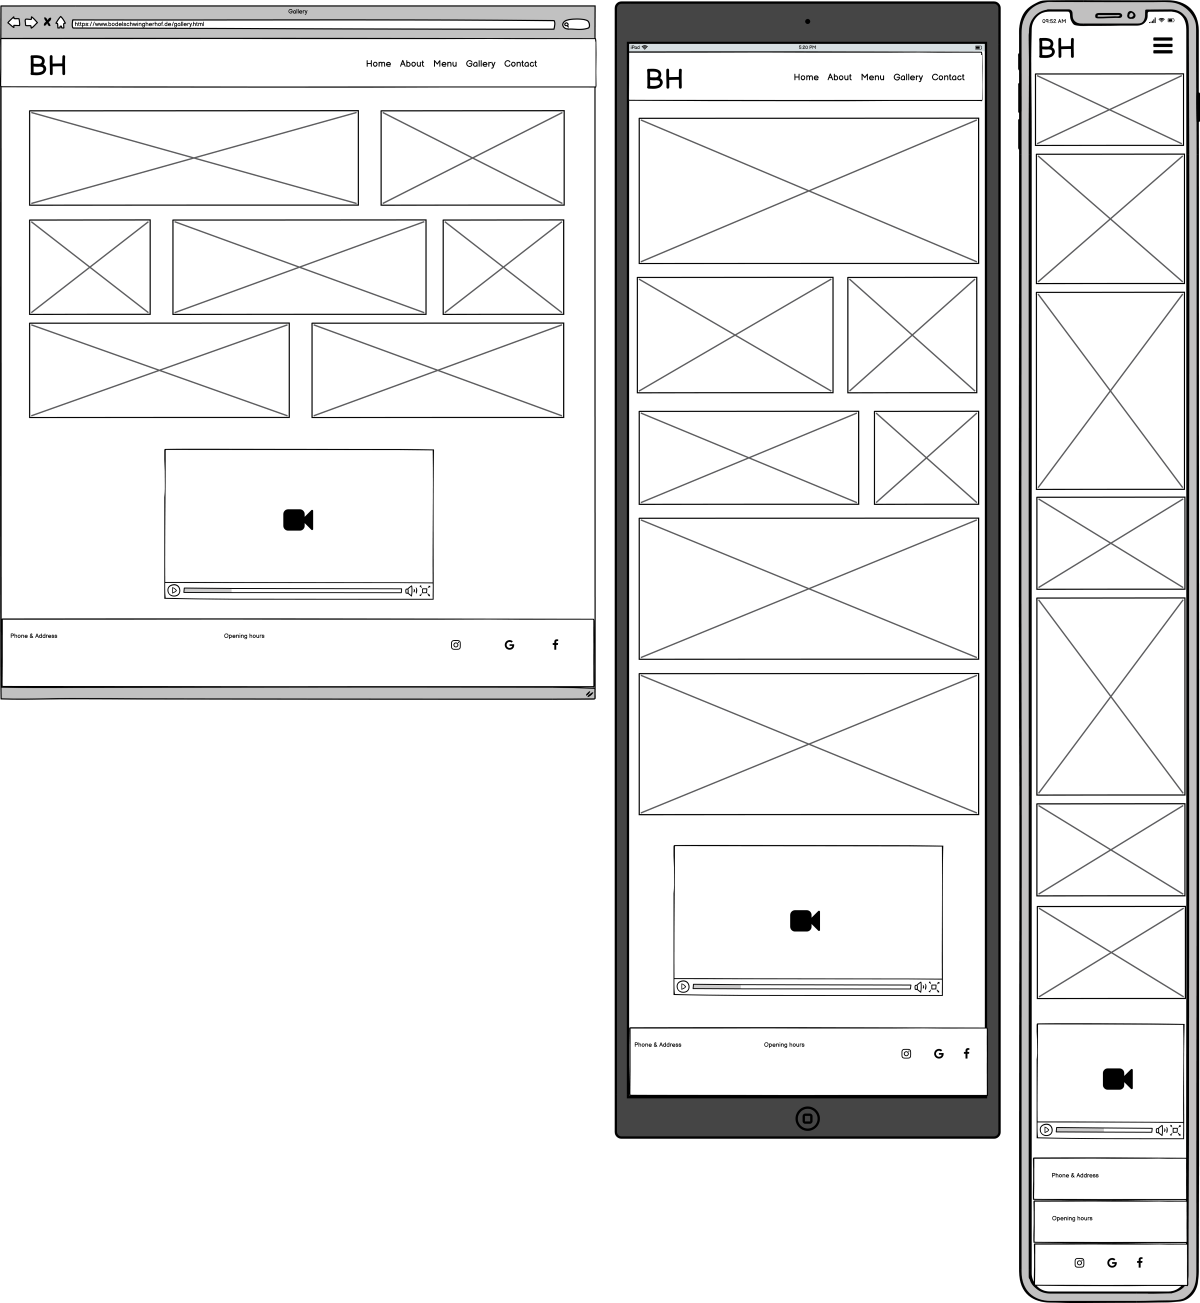 Gallery
https://www.bodelschwingherhof.de/gallery.html
BH
Home About Menu Gallery Contact
Phone & Address
Opening hours
G
f
iPad
5:20 PM
BH
Home About Menu Gallery Contact
Phone & Address
Opening hours
G
f
09:52 AM
BH
Phone & Address
Opening hours
G
f